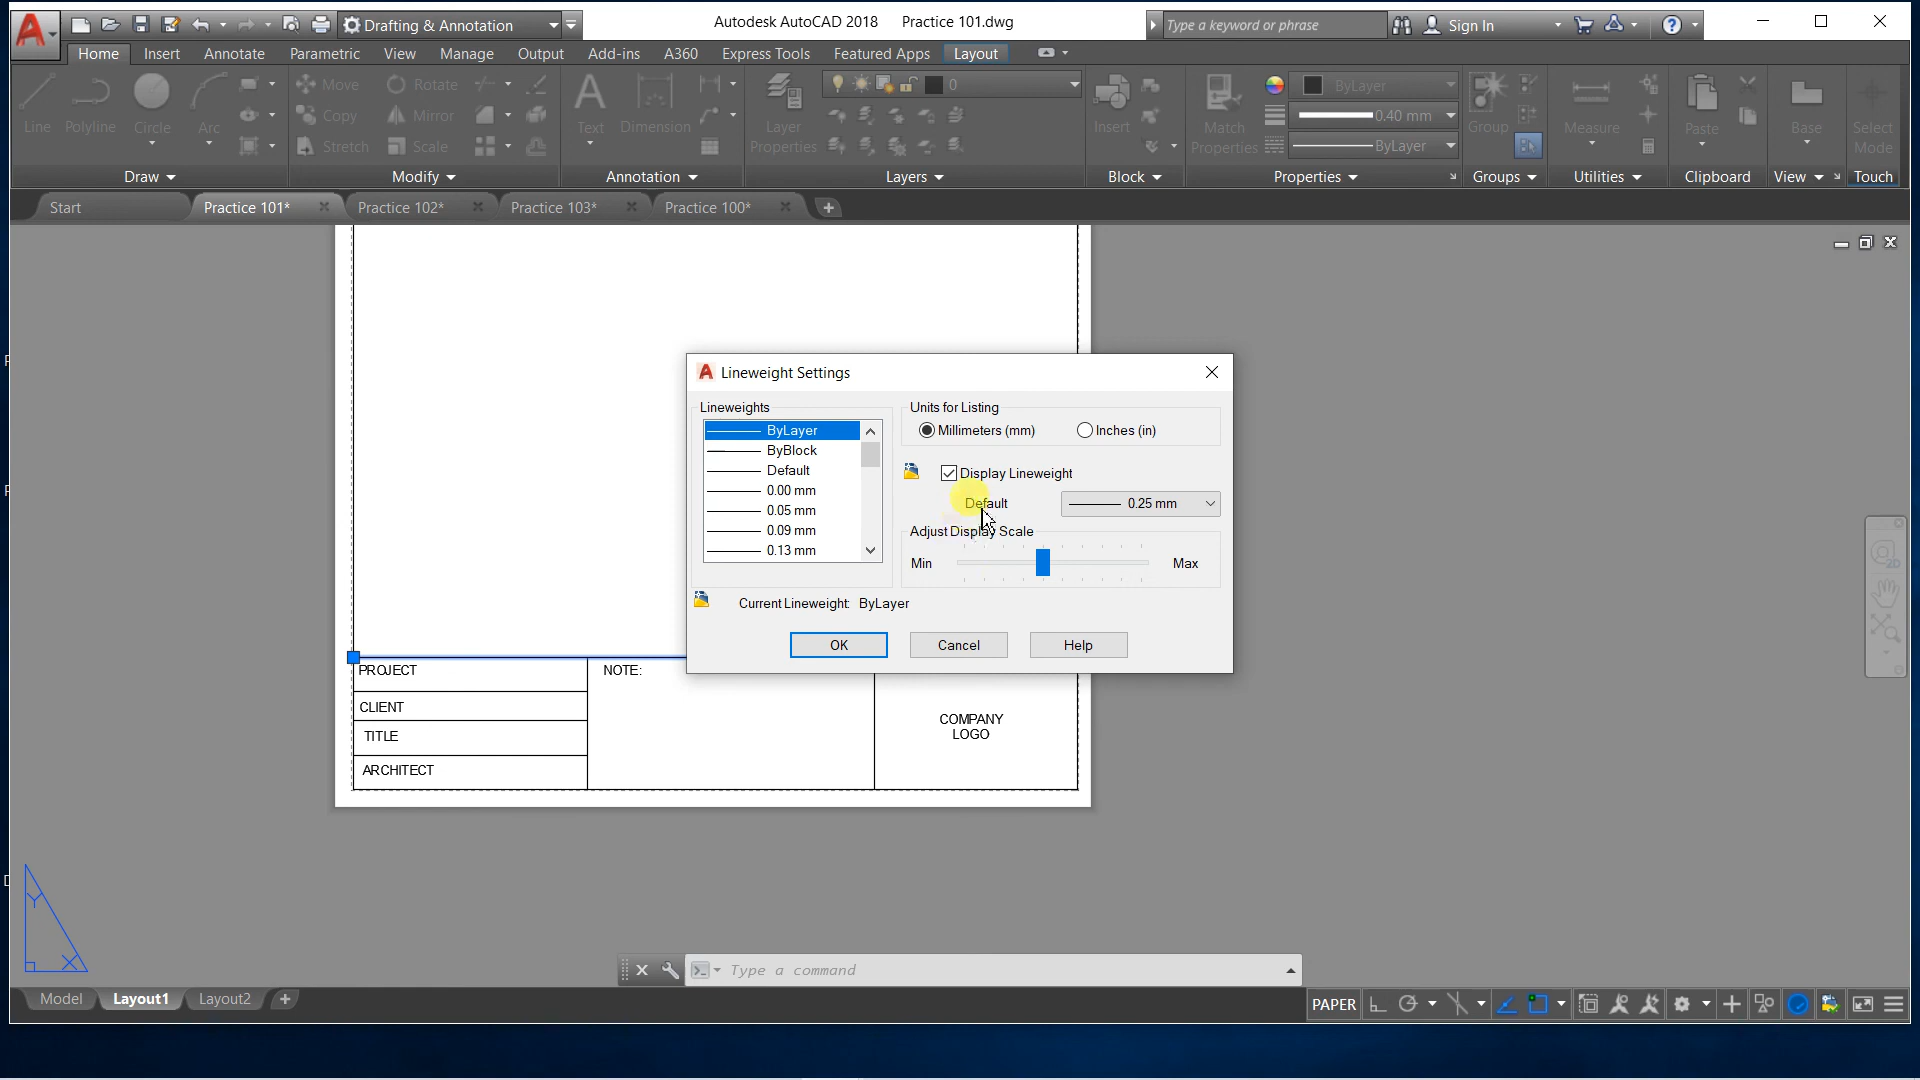 Drafting & Annotation
Autodesk AutoCAD 2018 Practice 101.dwg
Type a keyword or phrase
Sign In
Home Insert Annotate Parametric View Manage Output Add-ins A360 Express Tools Featured Apps Layout
Line Polyline Circle Arc
Move Rotate
Copy Mirror
Stretch Scale
Text Dimension
Layer Properties
0
Insert
Match Properties
ByLayer
0.40 mm
ByLayer
Group
Measure
Paste
Base
Select Mode
Draw Modify Annotation Layers Block Properties Groups Utilities Clipboard View Touch
Start Practice 101* Practice 102* Practice 103* Practice 100*
Lineweight Settings
Lineweights
ByLayer
ByBlock
Default
0.00 mm
0.05 mm
0.09 mm
0.13 mm
Units for Listing
Millimeters (mm) Inches (in)
Display Lineweight
Default 0.25 mm
Adjust Display Scale
Min Max
Current Lineweight: ByLayer
OK Cancel Help
PROJECT
CLIENT
TITLE
ARCHITECT
NOTE:
COMPANY
LOGO
Y
X
2D
Type a command
Model Layout1 Layout2
PAPER